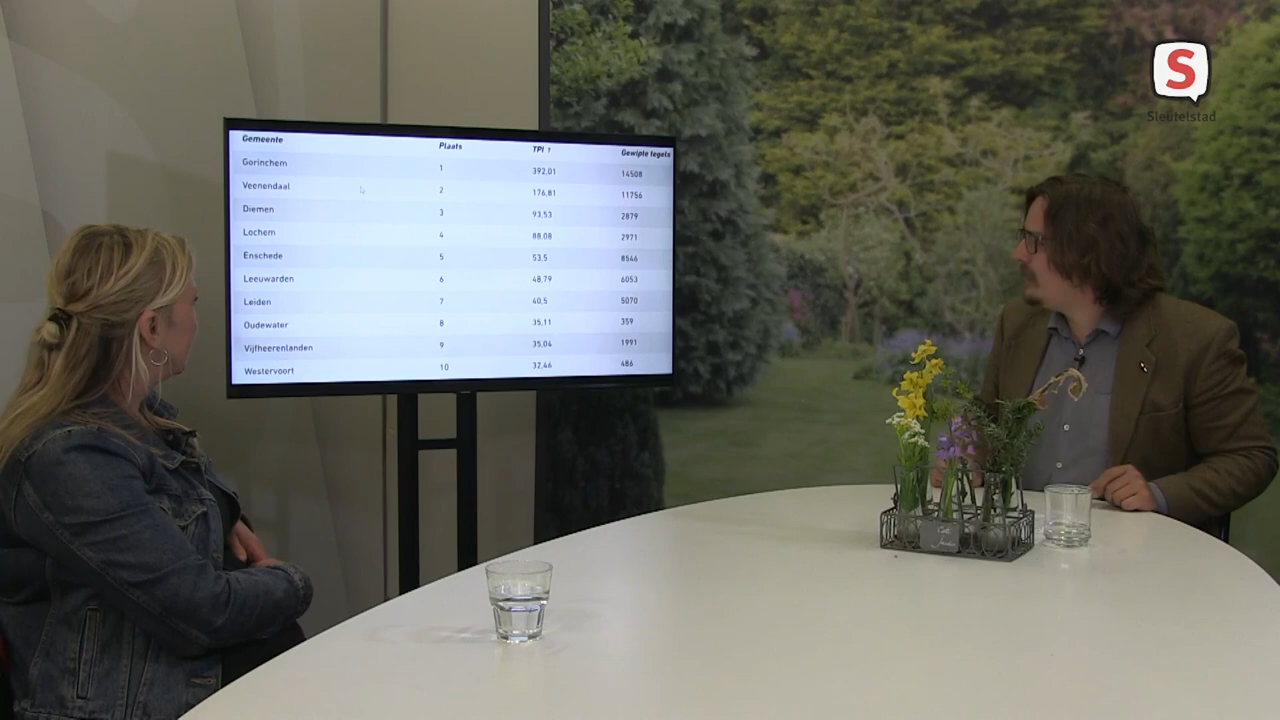 S
Sleutelstad
Gemeente Plaats TPI ↑ Gewipte tegels
Gorinchem 1 392,01 14508
Veenendaal 2 176,81 11756
Diemen 3 93,53 2879
Lochem 4 88,08 2971
Enschede 5 53,5 8546
Leeuwarden 6 48,79 6053
Leiden 7 40,5 5070
Oudewater 8 35,11 359
Vijfheerenlanden 9 35,04 1991
Westervoort 10 32,46 486